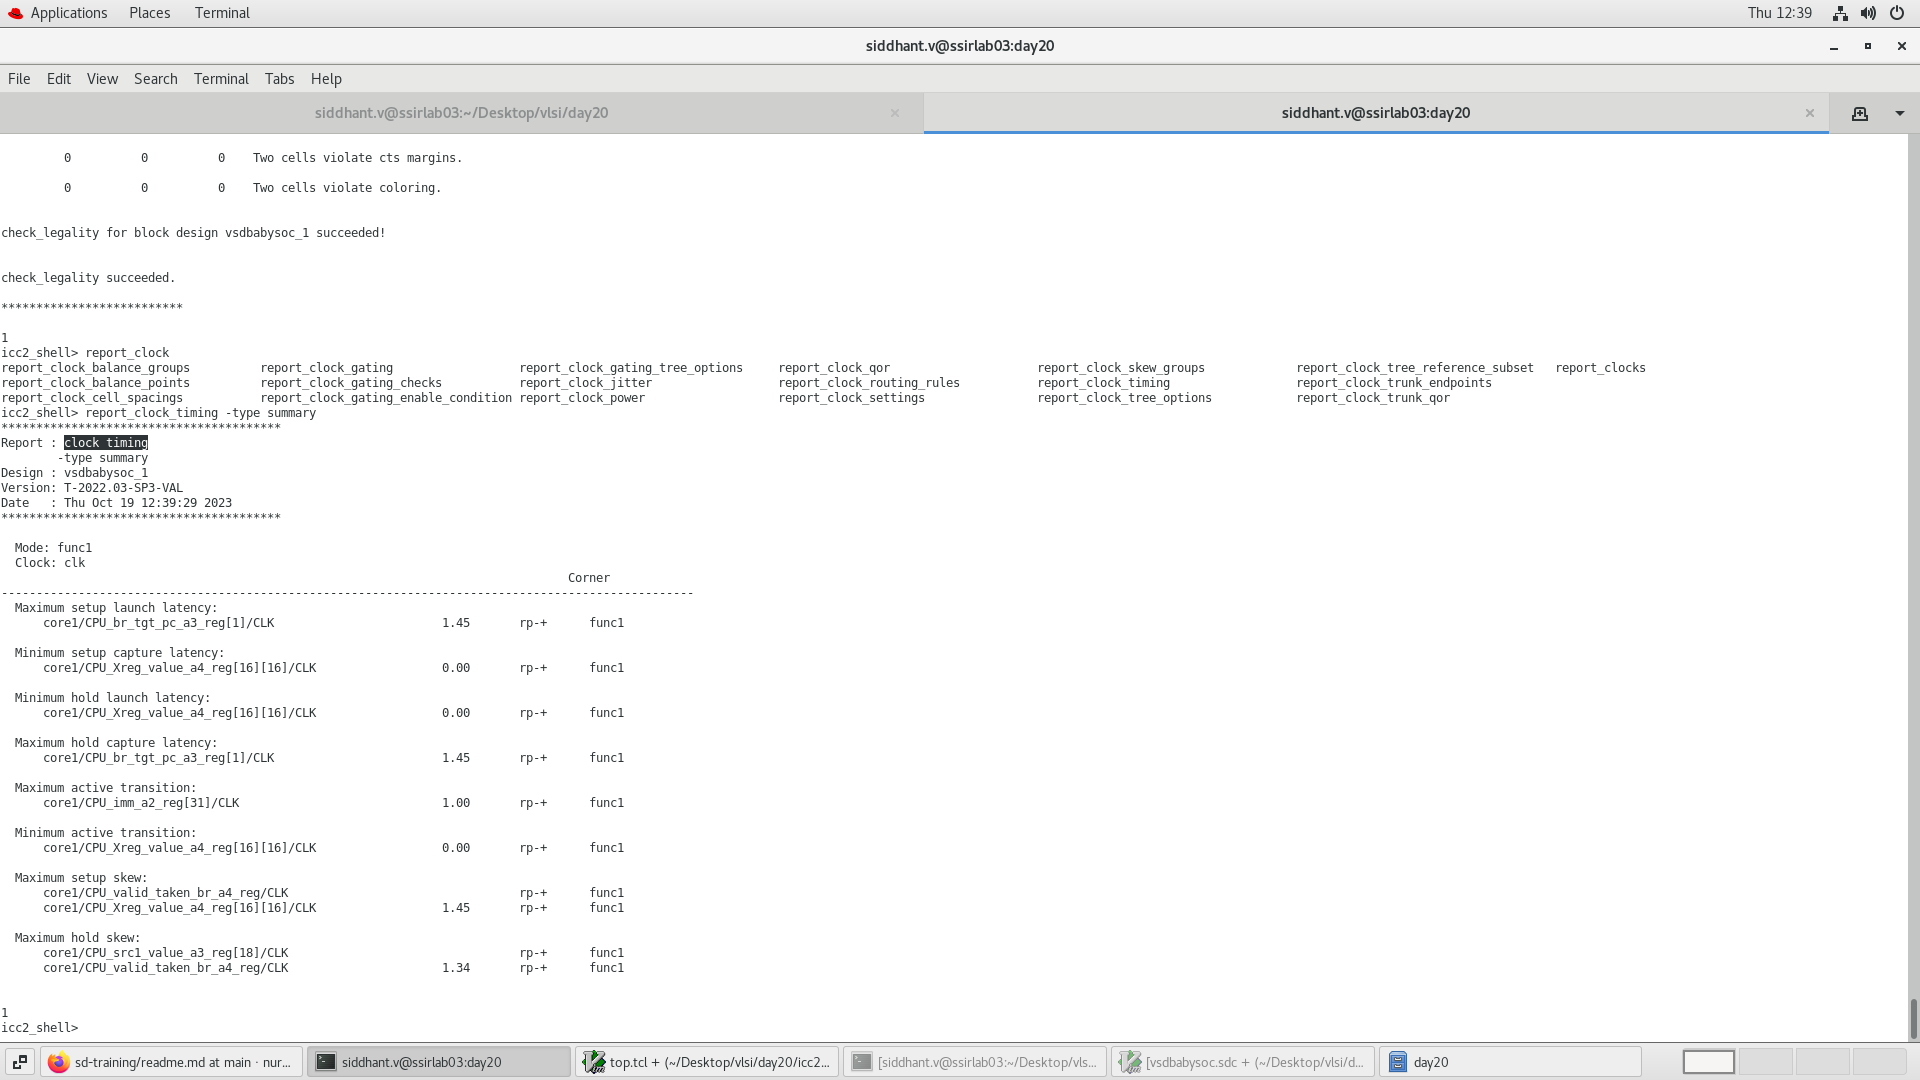 Applications Places Terminal Thu 12:39
siddhant.v@ssirlab03:day20
File Edit View Search Terminal Tabs Help
siddhant.v@ssirlab03:~/Desktop/vlsi/day20 siddhant.v@ssirlab03:day20
0 0 0 Two cells violate cts margins.
0 0 0 Two cells violate coloring.
check_legality for block design vsdbabysoc_1 succeeded!
check_legality succeeded.
**************************
1
icc2_shell> report_clock
report_clock_balance_groups report_clock_gating report_clock_gating_tree_options report_clock_qor report_clock_skew_groups report_clock_tree_reference_subset report_clocks
report_clock_balance_points report_clock_gating_checks report_clock_jitter report_clock_routing_rules report_clock_timing report_clock_trunk_endpoints
report_clock_cell_spacings report_clock_gating_enable_condition report_clock_power report_clock_settings report_clock_tree_options report_clock_trunk_qor
icc2_shell> report_clock_timing -type summary
****************************************
Report : clock timing
-type summary
Design : vsdbabysoc_1
Version: T-2022.03-SP3-VAL
Date : Thu Oct 19 12:39:29 2023
****************************************
Mode: func1
Clock: clk
Corner
---------------------------------------------------------------------------------------------------
Maximum setup launch latency:
core1/CPU_br_tgt_pc_a3_reg[1]/CLK 1.45 rp-+ func1
Minimum setup capture latency:
core1/CPU_Xreg_value_a4_reg[16][16]/CLK 0.00 rp-+ func1
Minimum hold launch latency:
core1/CPU_Xreg_value_a4_reg[16][16]/CLK 0.00 rp-+ func1
Maximum hold capture latency:
core1/CPU_br_tgt_pc_a3_reg[1]/CLK 1.45 rp-+ func1
Maximum active transition:
core1/CPU_imm_a2_reg[31]/CLK 1.00 rp-+ func1
Minimum active transition:
core1/CPU_Xreg_value_a4_reg[16][16]/CLK 0.00 rp-+ func1
Maximum setup skew:
core1/CPU_valid_taken_br_a4_reg/CLK rp-+ func1
core1/CPU_Xreg_value_a4_reg[16][16]/CLK 1.45 rp-+ func1
Maximum hold skew:
core1/CPU_src1_value_a3_reg[18]/CLK rp-+ func1
core1/CPU_valid_taken_br_a4_reg/CLK 1.34 rp-+ func1
1
icc2_shell>
sd-training/readme.md at main · nur... siddhant.v@ssirlab03:day20 top.tcl + (~/Desktop/vlsi/day20/icc2... [siddhant.v@ssirlab03:~/Desktop/vls... [vsdbabysoc.sdc + (~/Desktop/vlsi/d... day20